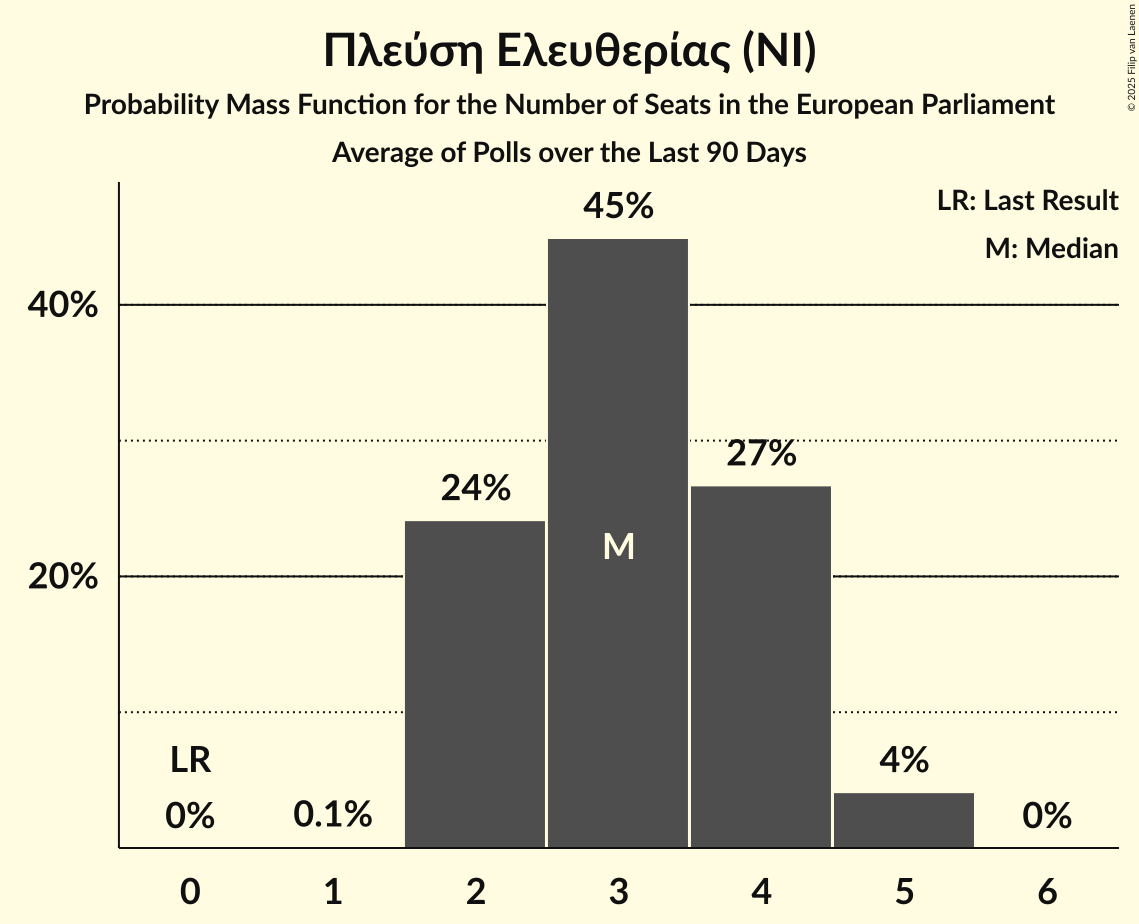 Πλεύση Ελευθερίας (NI)
Probability Mass Function for the Number of Seats in the European Parliament
Average of Polls over the Last 90 Days
© 2025 Filip van Laenen
LR: Last Result
M: Median
45%
40%
27%
24%
M
20%
LR
4%
0%
0.1%
0%
0 1 2 3 4 5 6